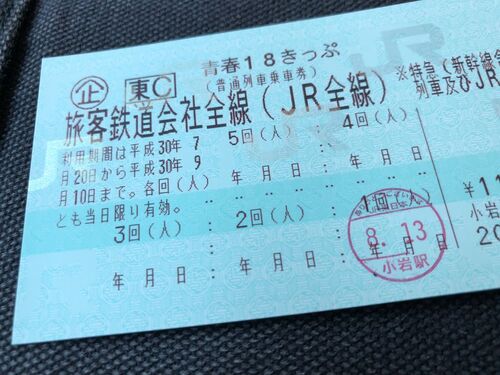 青春18きっぷ
企 東C (普通列車乗車券)
旅客鉄道会社全線(JR全線) ※特急(新幹線
列車及びJR
利用期間は平成30年 7 5回(人) : 4回(人) :
月20日から平成30年 9
月10日まで。各回(人) 年 月 日 : 年 月 日
とも当日限り有効。
3回(人) : 2回(人) : 1回(人) :
年 月 日 : 年 月 日 : 年 月 日
8.13
小岩駅
¥11
小岩
20